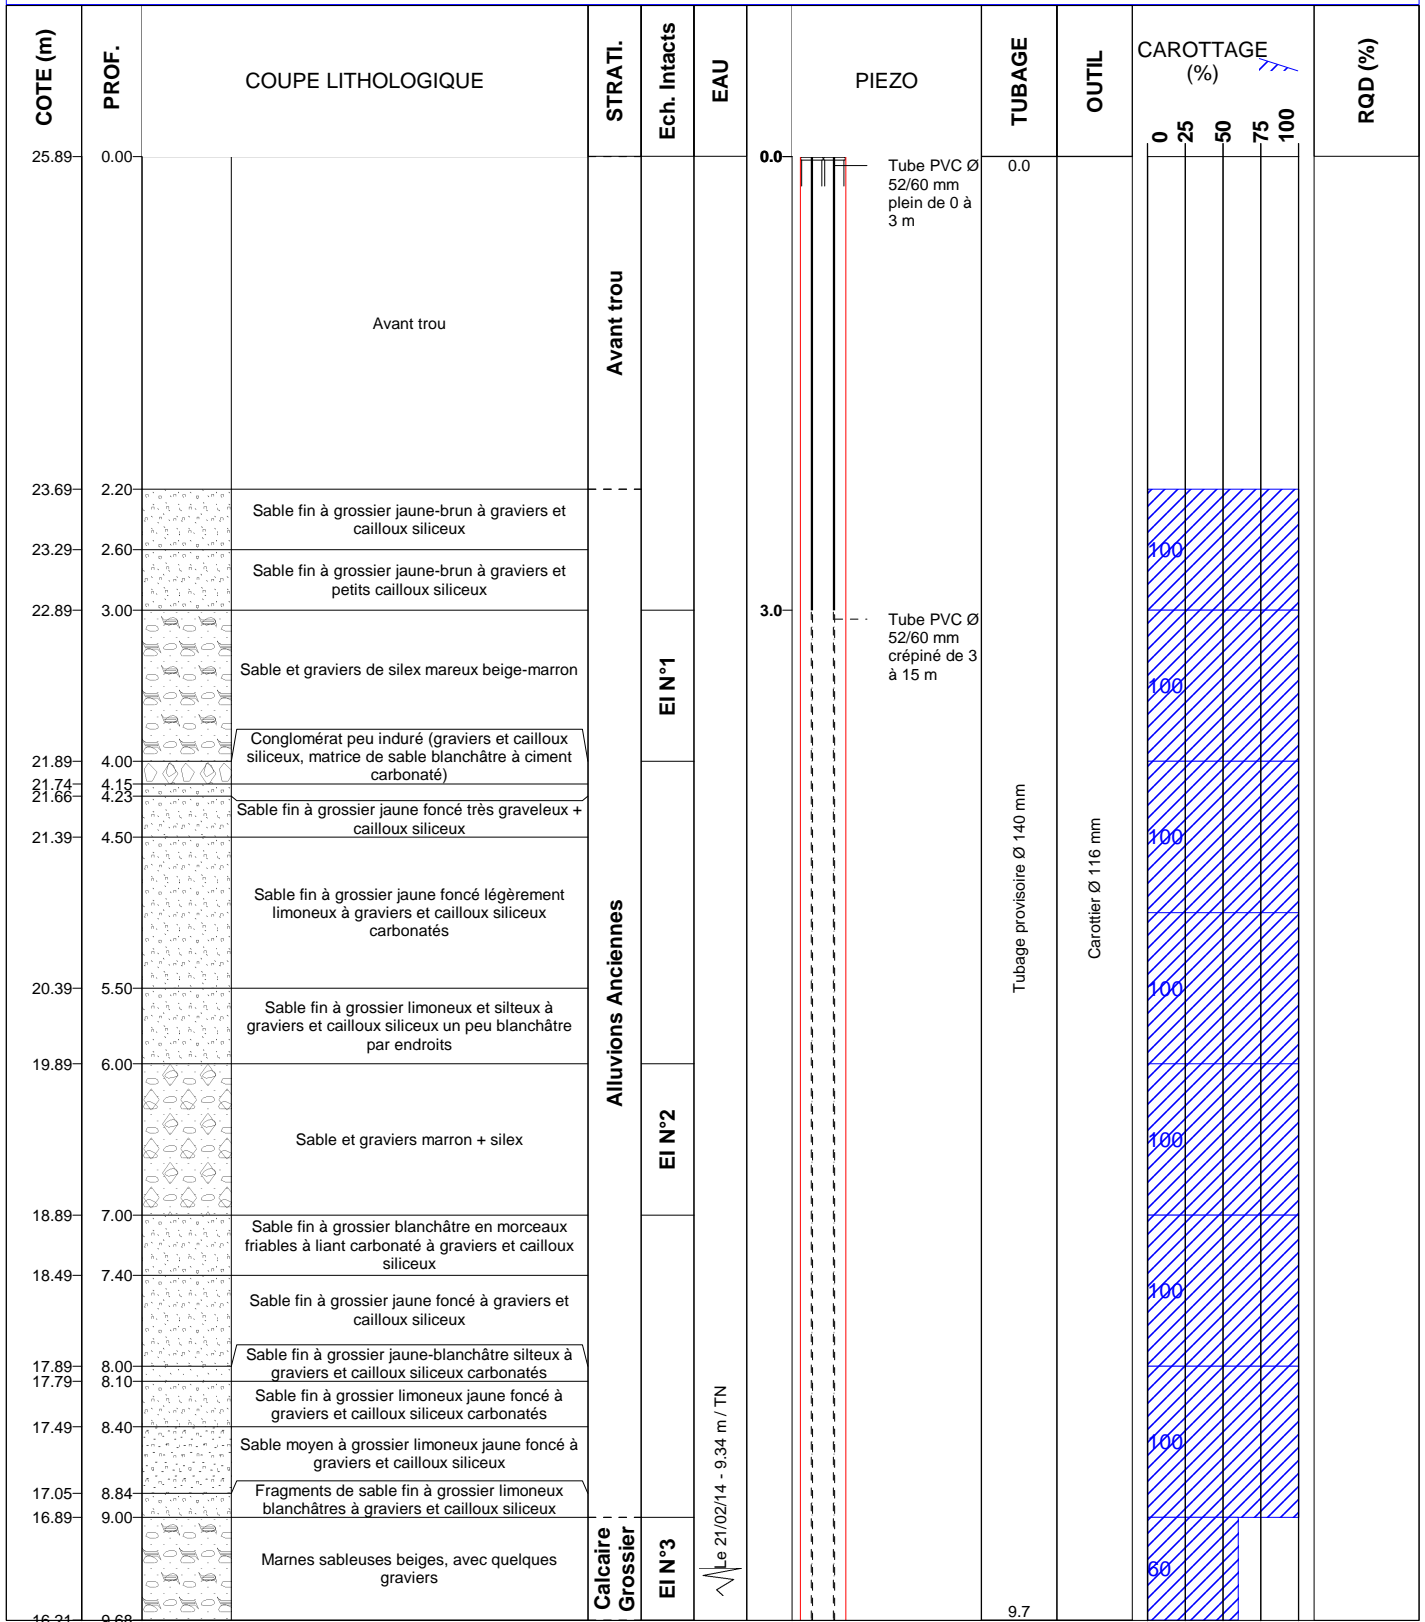 COTE (m)
PROF.
COUPE LITHOLOGIQUE
STRATI.
Ech. Intacts
EAU
PIEZO
TUBAGE
OUTIL
CAROTTAGE
(%)
0
25
50
75
100
RQD (%)
25.89
0.00
0.0
Tube PVC Ø
52/60 mm
plein de 0 à
3 m
0.0
Avant trou
Avant trou
23.69
2.20
Sable fin à grossier jaune-brun à graviers et
cailloux siliceux
23.29
2.60
100
Sable fin à grossier jaune-brun à graviers et
petits cailloux siliceux
22.89
3.00
3.0
Tube PVC Ø
52/60 mm
crépiné de 3
à 15 m
Sable et graviers de silex mareux beige-marron
EI N°1
100
Conglomérat peu induré (graviers et cailloux
siliceux, matrice de sable blanchâtre à ciment
carbonaté)
21.89
4.00
21.74
4.15
21.66
4.23
Sable fin à grossier jaune foncé très graveleux +
cailloux siliceux
21.39
4.50
100
Sable fin à grossier jaune foncé légèrement
limoneux à graviers et cailloux siliceux
carbonatés
Alluvions Anciennes
Tubage provisoire Ø 140 mm
Carottier Ø 116 mm
20.39
5.50
100
Sable fin à grossier limoneux et silteux à
graviers et cailloux siliceux un peu blanchâtre
par endroits
19.89
6.00
Sable et graviers marron + silex
EI N°2
100
18.89
7.00
Sable fin à grossier blanchâtre en morceaux
friables à liant carbonaté à graviers et cailloux
siliceux
18.49
7.40
100
Sable fin à grossier jaune foncé à graviers et
cailloux siliceux
Sable fin à grossier jaune-blanchâtre silteux à
graviers et cailloux siliceux carbonatés
17.89
8.00
17.79
8.10
Sable fin à grossier limoneux jaune foncé à
graviers et cailloux siliceux carbonatés
17.49
8.40
100
Sable moyen à grossier limoneux jaune foncé à
graviers et cailloux siliceux
Fragments de sable fin à grossier limoneux
blanchâtres à graviers et cailloux siliceux
17.05
8.84
16.89
9.00
Marnes sableuses beiges, avec quelques
graviers
Calcaire
Grossier
EI N°3
Le 21/02/14 - 9.34 m / TN
60
9.7
16.21
9.68